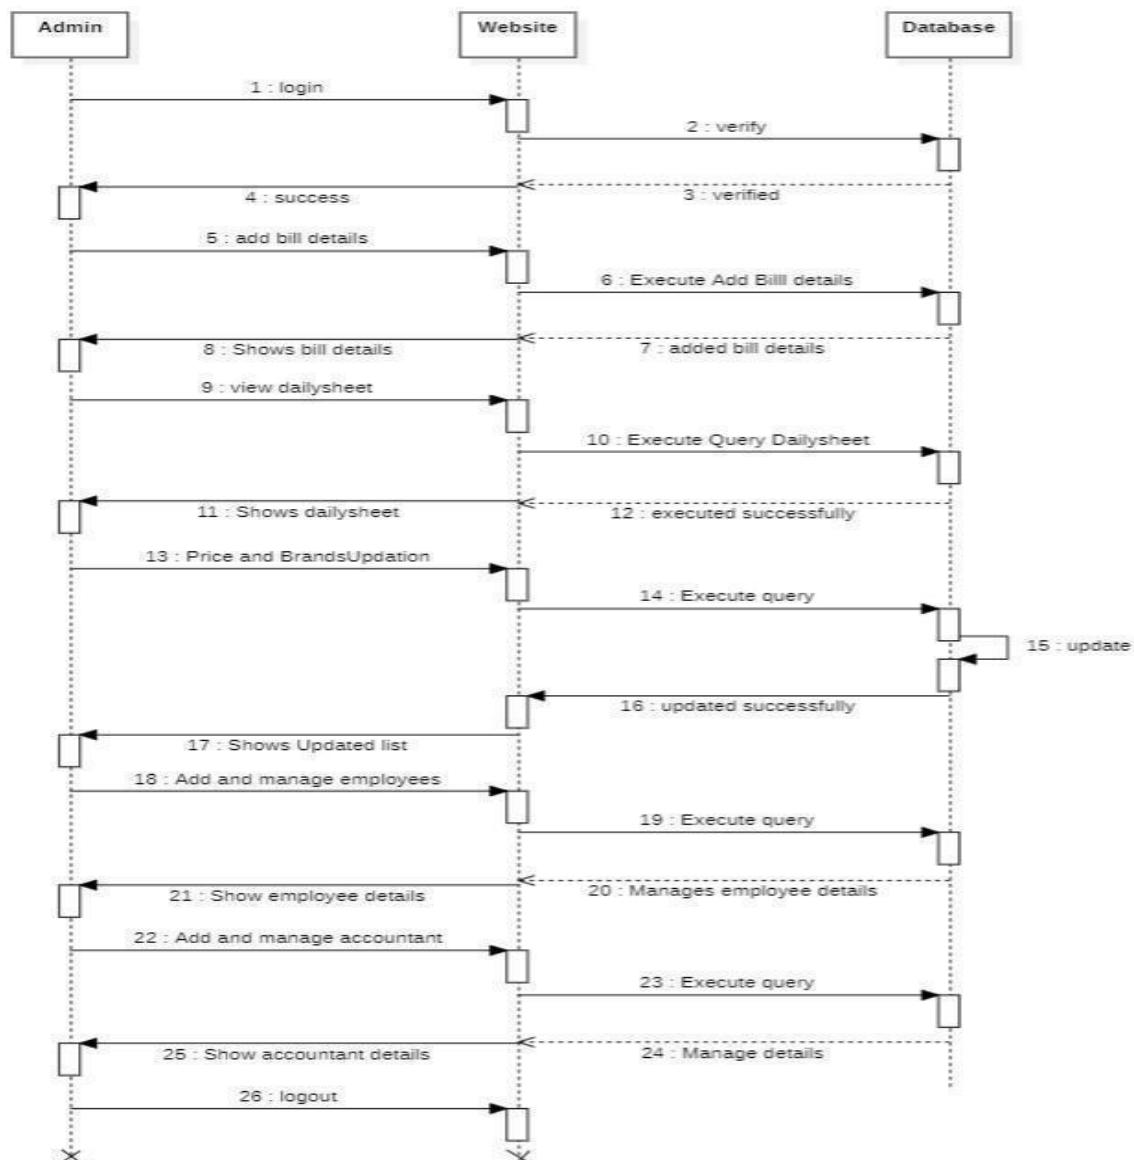 Admin
Website
Database
1 : login
2 : verify
3 : verified
4 : success
5 : add bill details
6 : Execute Add Billl details
7 : added bill details
8 : Shows bill details
9 : view dailysheet
10 : Execute Query Dailysheet
11 : Shows dailysheet
12 : executed successfully
13 : Price and BrandsUpdation
14 : Execute query
15 : update
16 : updated successfully
17 : Shows Updated list
18 : Add and manage employees
19 : Execute query
20 : Manages employee details
21 : Show employee details
22 : Add and manage accountant
23 : Execute query
24 : Manage details
25 : Show accountant details
26 : logout